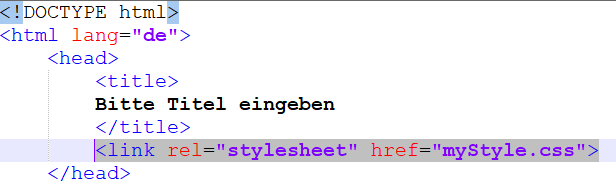 <!DOCTYPE html>
<html lang="de">
<head>
<title>
Bitte Titel eingeben
</title>
<link rel="stylesheet" href="myStyle.css">
</head>